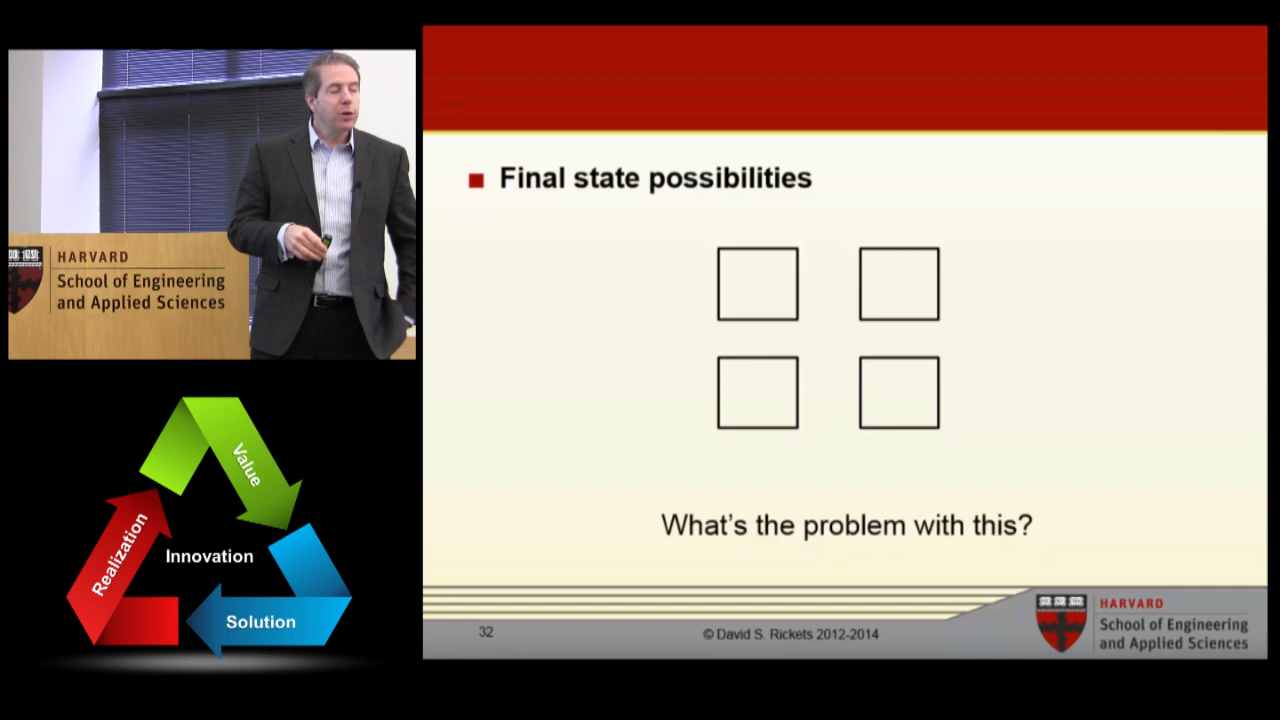 HARVARD
School of Engineering
and Applied Sciences
Value
Realization
Innovation
Solution
Final state possibilities
What's the problem with this?
32
© David S. Rickets 2012-2014
HARVARD
School of Engineering
and Applied Sciences